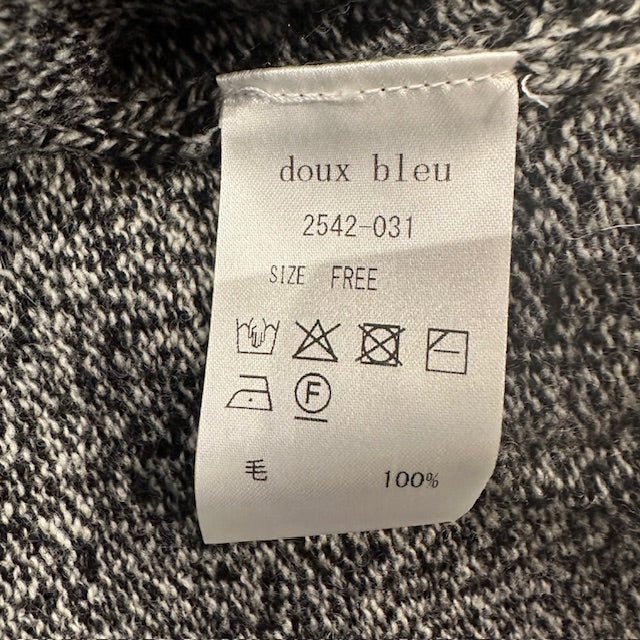 doux bleu
2542-031
SIZE FREE
F
毛 100%